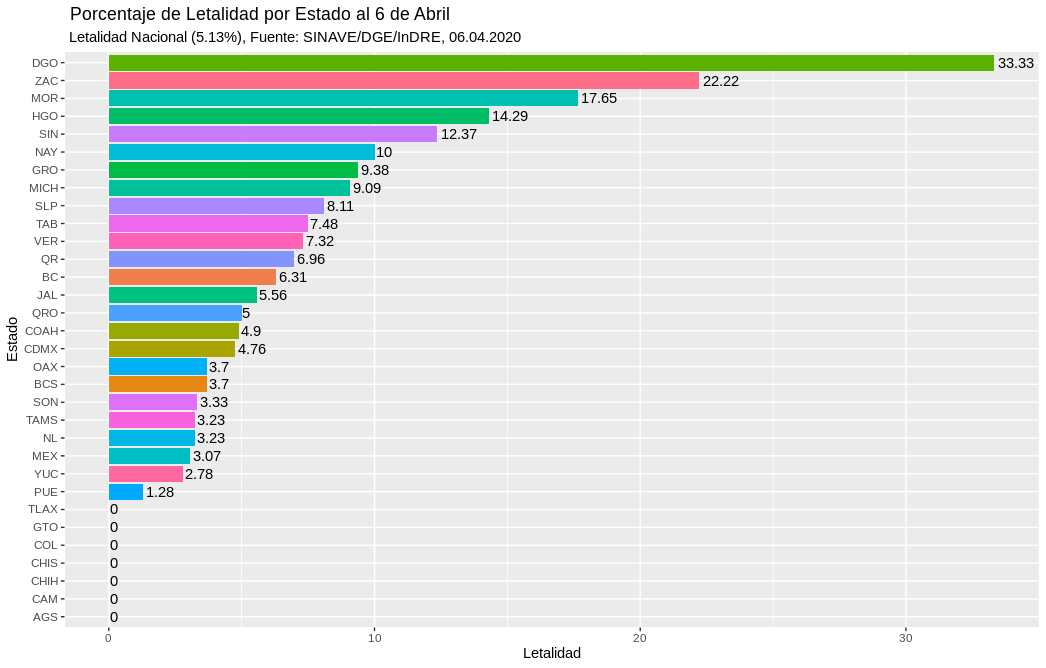 Porcentaje de Letalidad por Estado al 6 de Abril
Letalidad Nacional (5.13%), Fuente: SINAVE/DGE/InDRE, 06.04.2020
DGO 33.33
ZAC 22.22
MOR 17.65
HGO 14.29
SIN 12.37
NAY 10
GRO 9.38
MICH 9.09
SLP 8.11
TAB 7.48
VER 7.32
QR 6.96
BC 6.31
JAL 5.56
QRO 5
COAH 4.9
CDMX 4.76
OAX 3.7
BCS 3.7
SON 3.33
TAMS 3.23
NL 3.23
MEX 3.07
YUC 2.78
PUE 1.28
TLAX 0
GTO 0
COL 0
CHIS 0
CHIH 0
CAM 0
AGS 0
Estado
0 10 20 30
Letalidad